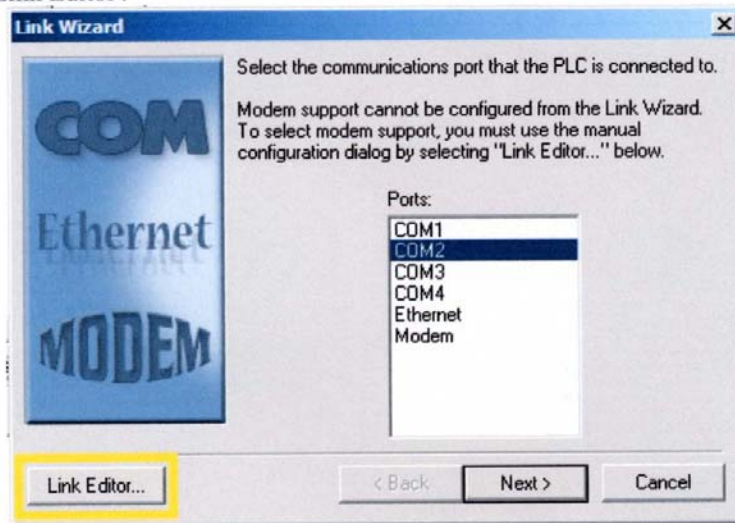 Link Wizard
COM
Ethernet
MODEM
Select the communications port that the PLC is connected to.
Modem support cannot be configured from the Link Wizard.
To select modem support, you must use the manual
configuration dialog by selecting "Link Editor..." below.
Ports:
COM1
COM2
COM3
COM4
Ethernet
Modem
Link Editor...
< Back
Next >
Cancel